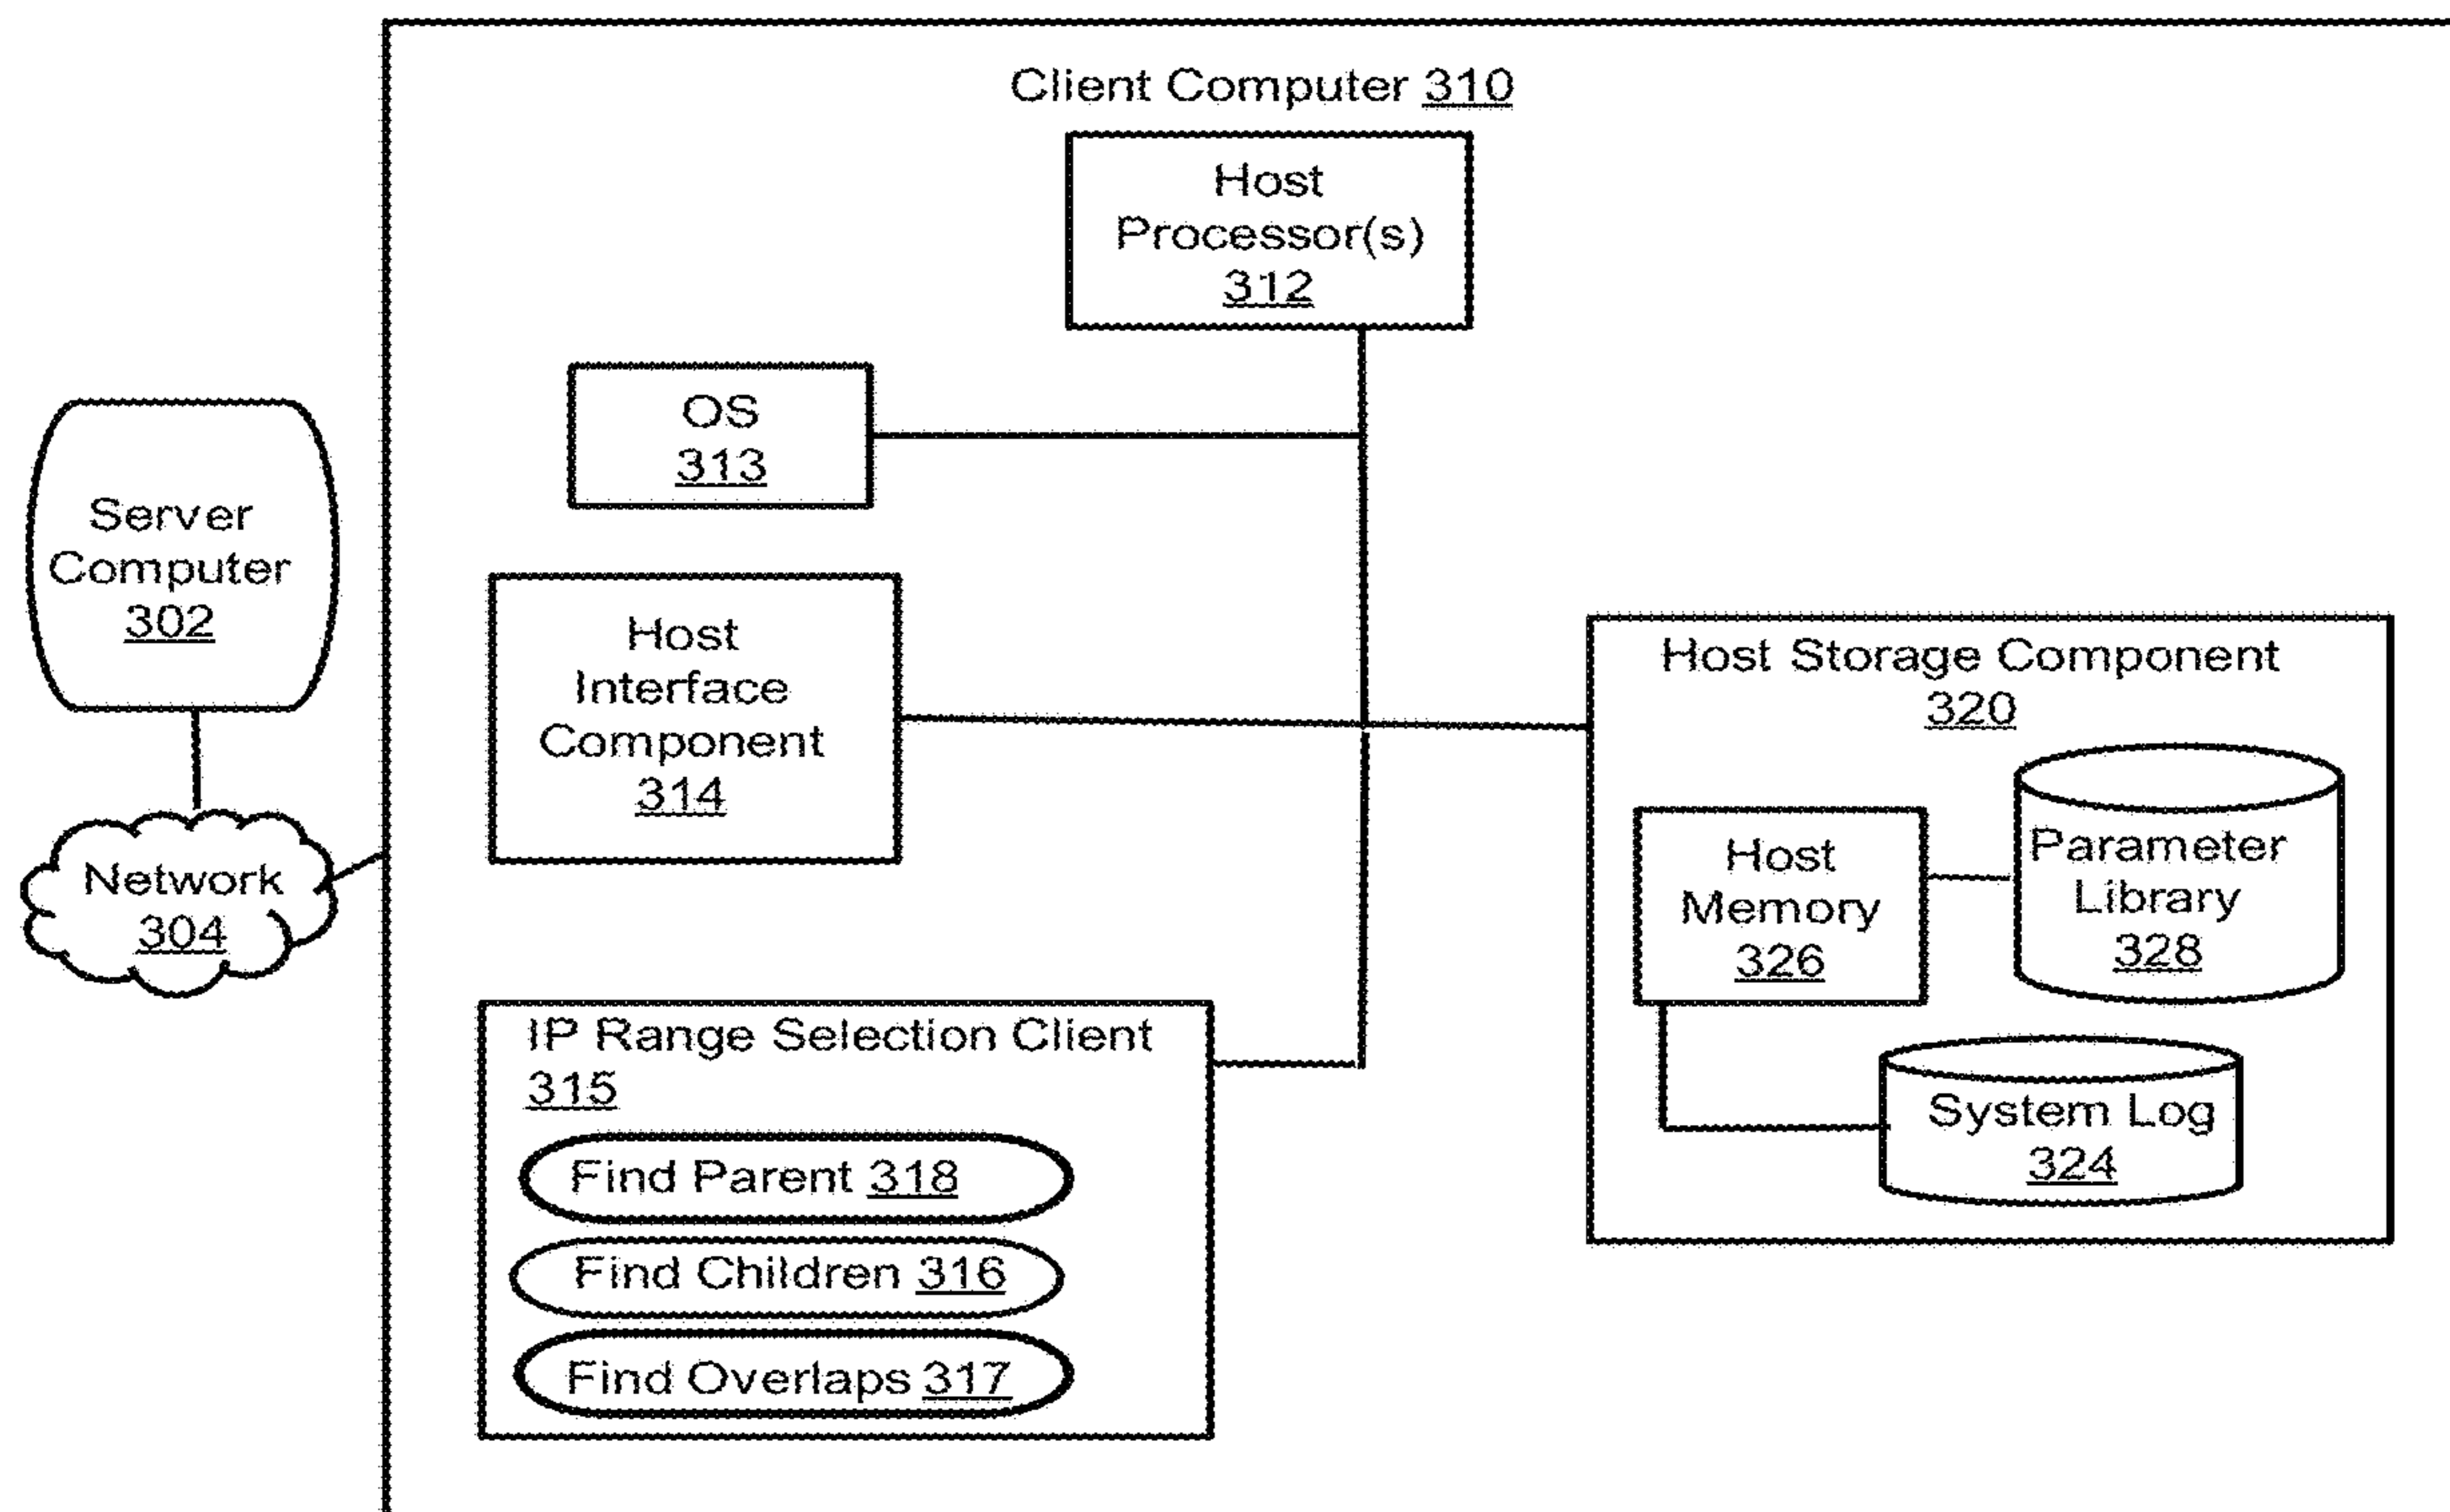 Client Computer 310
Host
Processor(s)
312
OS
313
Server
Computer
302
Host
Interface
Component
314
Network
304
Host Storage Component
320
Host
Memory
326
Parameter
Library
328
System Log
324
IP Range Selection Client
315
Find Parent 318
Find Children 316
Find Overlaps 317